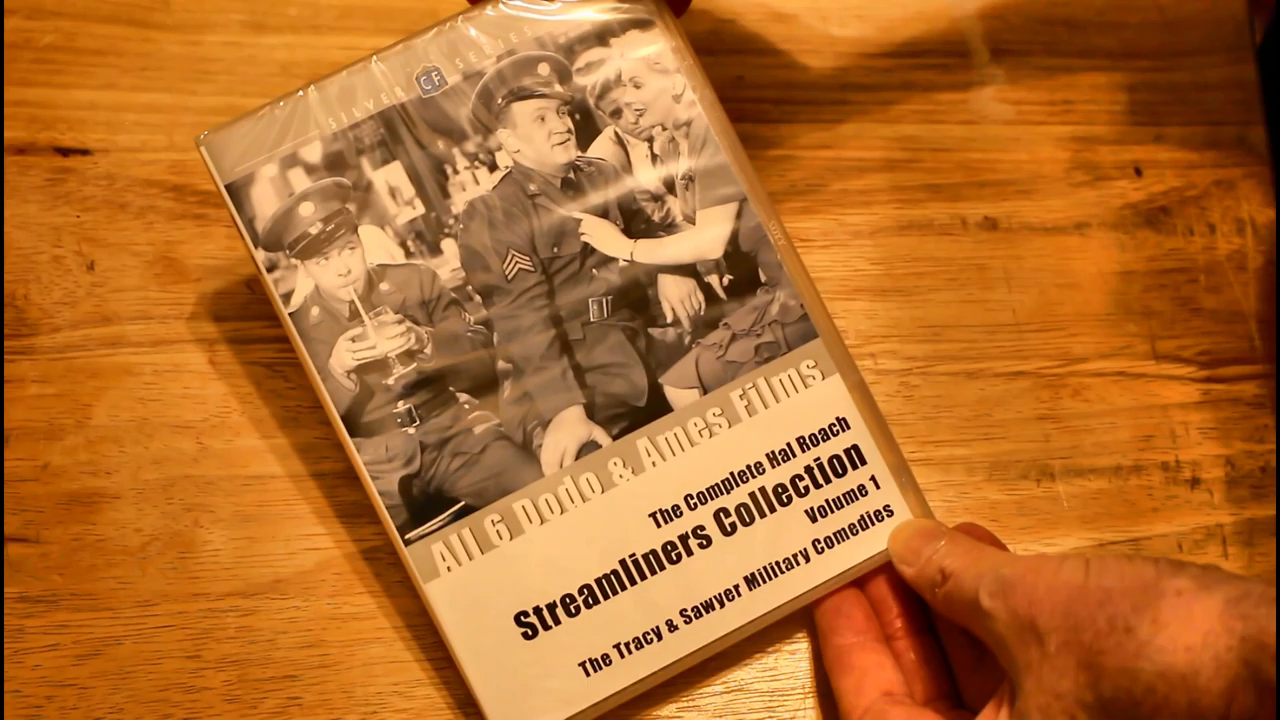 SILVER CF SERIES
All 6 Dodo & Ames Films
The Complete Hal Roach
Streamliners Collection
Volume 1
The Tracy & Sawyer Military Comedies